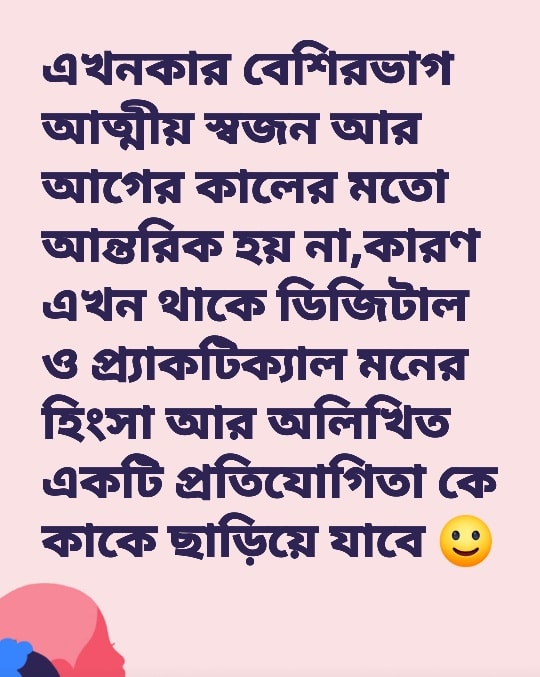 এখনকার বেশিরভাগ
আত্মীয় স্বজন আর
আগের কালের মতো
আন্তরিক হয় না,কারণ
এখন থাকে ডিজিটাল
ও প্র্যাকটিক্যাল মনের
হিংসা আর অলিখিত
একটি প্রতিযোগিতা কে
কাকে ছাড়িয়ে যাবে 🙂